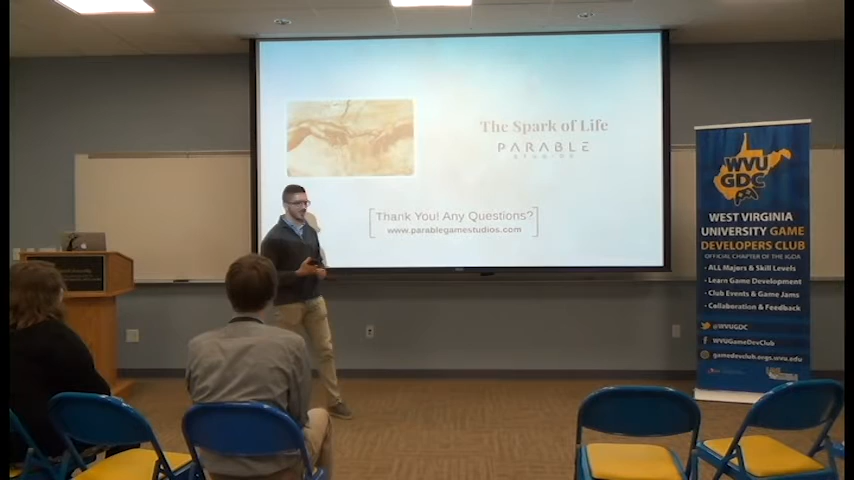 The Spark of Life
PARABLE
STUDIOS
Thank You! Any Questions?
www.parablegamestudios.com
WVU
GDC
WEST VIRGINIA
UNIVERSITY GAME
DEVELOPERS CLUB
OFFICIAL CHAPTER OF THE IGDA
· ALL Majors & Skill Levels
· Learn Game Development
· Club Events & Game Jams
· Collaboration & Feedback
@WVUGDC
WVUGameDevClub
gamedevclub.orgs.wvu.edu